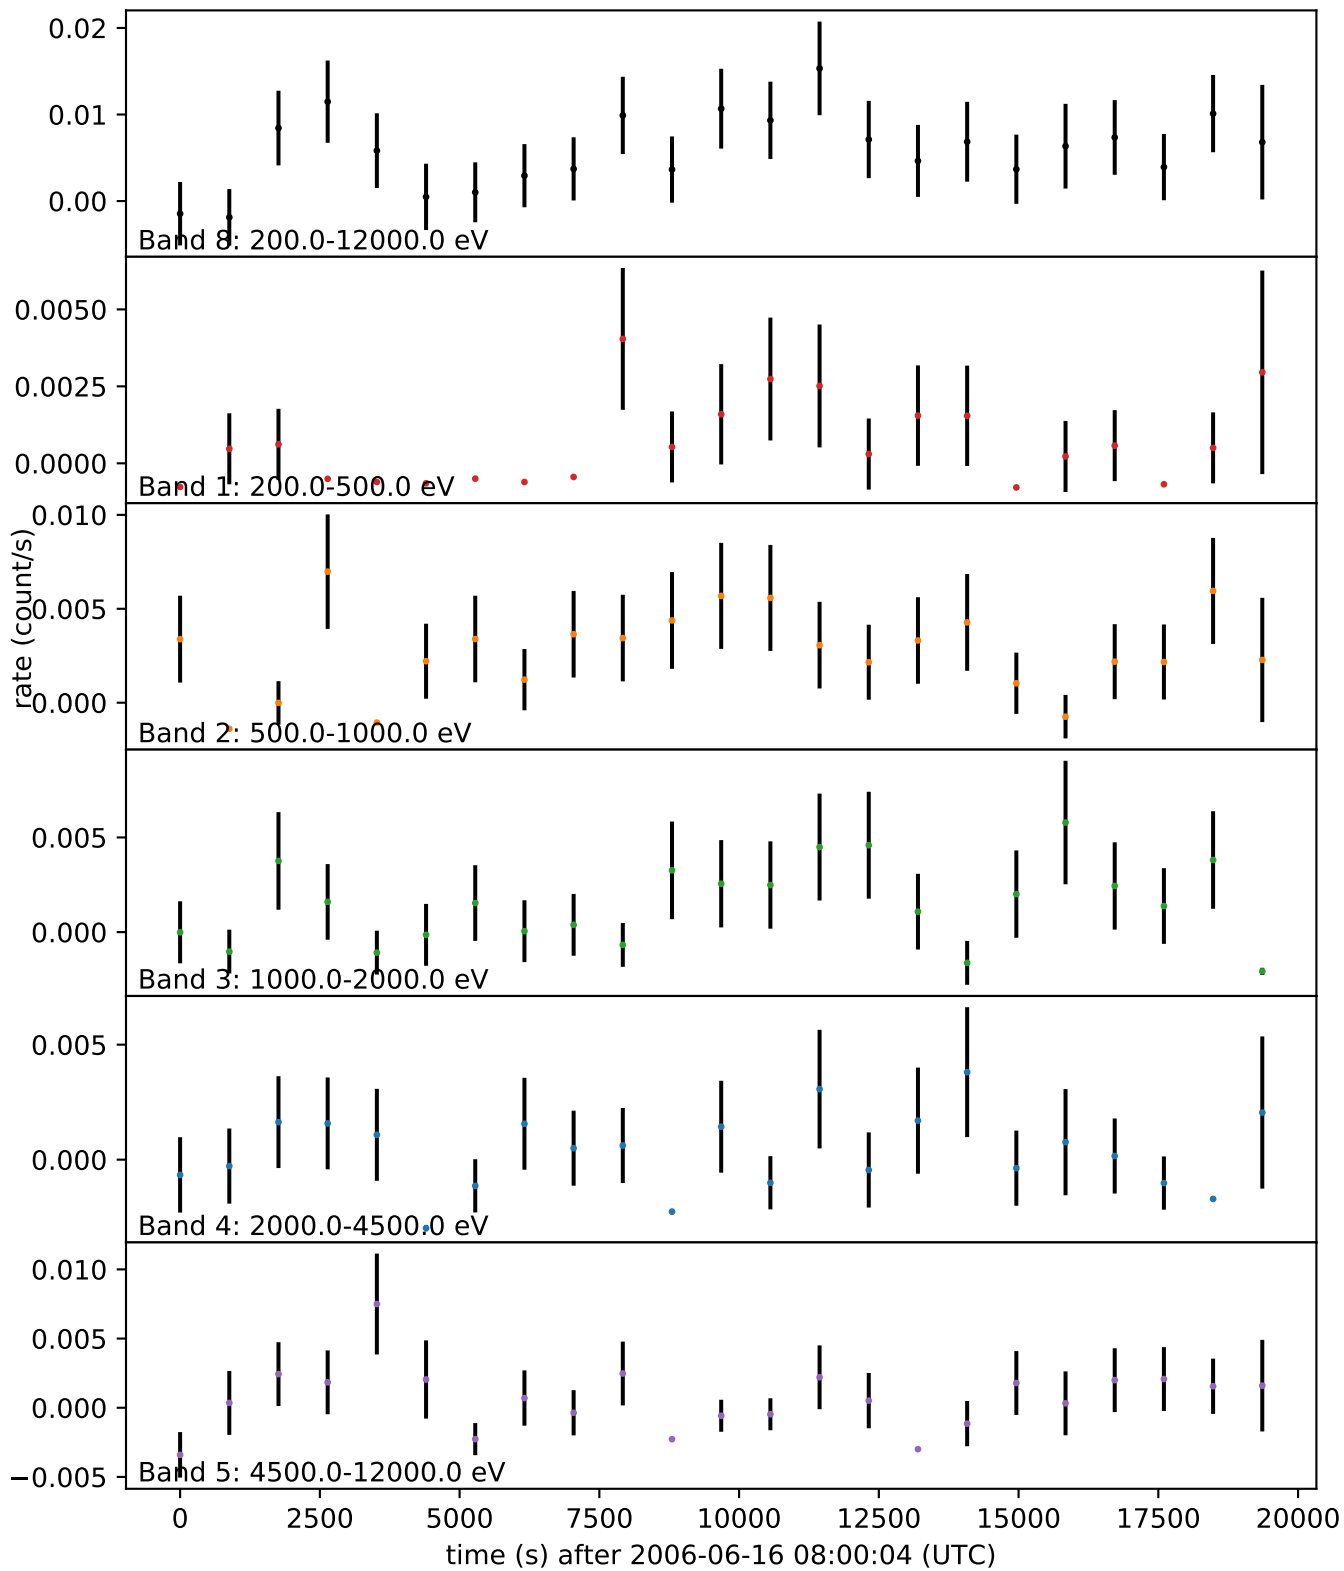 0.02
0.01
0.00
Band 8: 200.0-12000.0 eV
0.0050
0.0025
0.0000
Band 1: 200.0-500.0 eV
0.010
0.005
0.000
Band 2: 500.0-1000.0 eV
rate (count/s)
0.005
0.000
Band 3: 1000.0-2000.0 eV
0.005
0.000
Band 4: 2000.0-4500.0 eV
0.010
0.005
0.000
−0.005
Band 5: 4500.0-12000.0 eV
0 2500 5000 7500 10000 12500 15000 17500 20000
time (s) after 2006-06-16 08:00:04 (UTC)